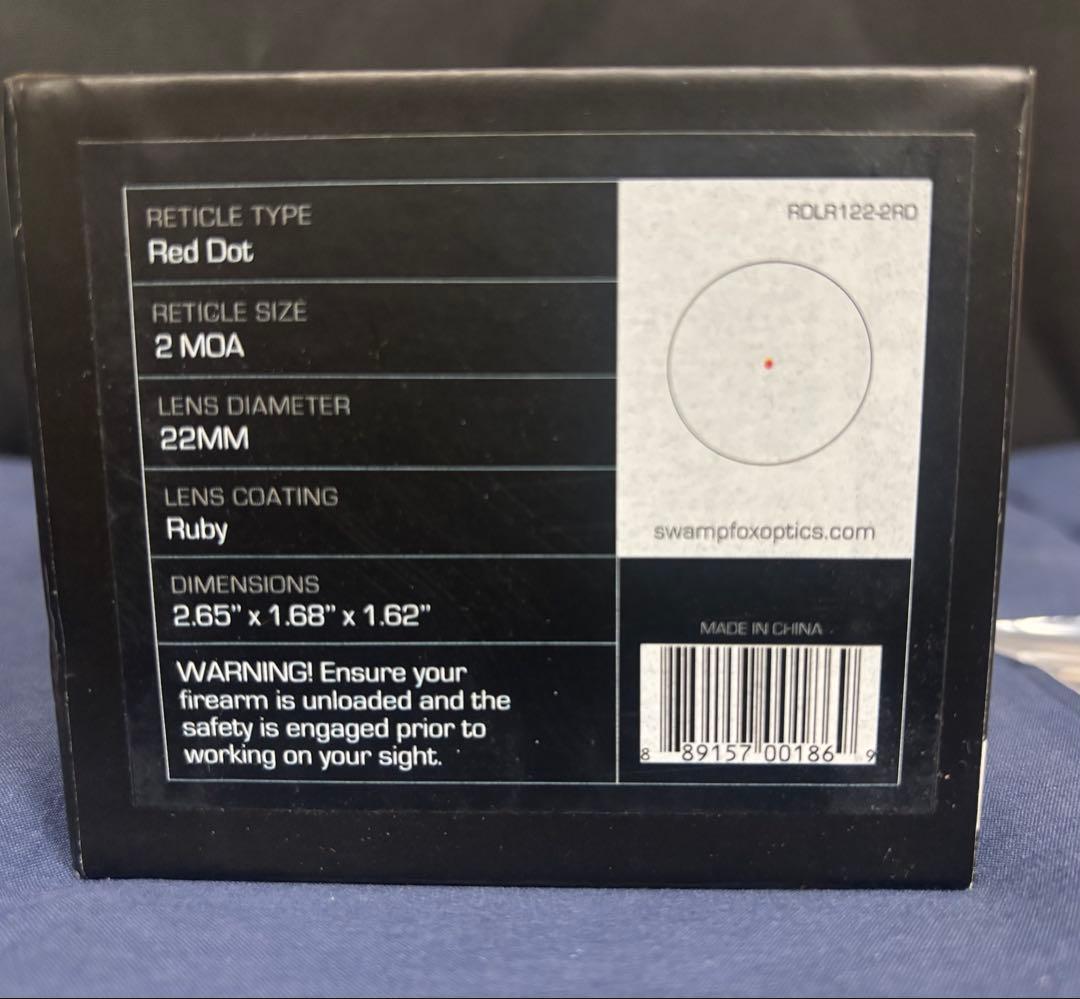 RETICLE TYPE
Red Dot
RETICLE SIZE
2 MOA
LENS DIAMETER
22MM
LENS COATING
Ruby
DIMENSIONS
2.65” x 1.68” x 1.62”
WARNING! Ensure your
firearm is unloaded and the
safety is engaged prior to
working on your sight.
RDLR122-2RD
swampfoxoptics.com
MADE IN CHINA
8 89157 00186 9